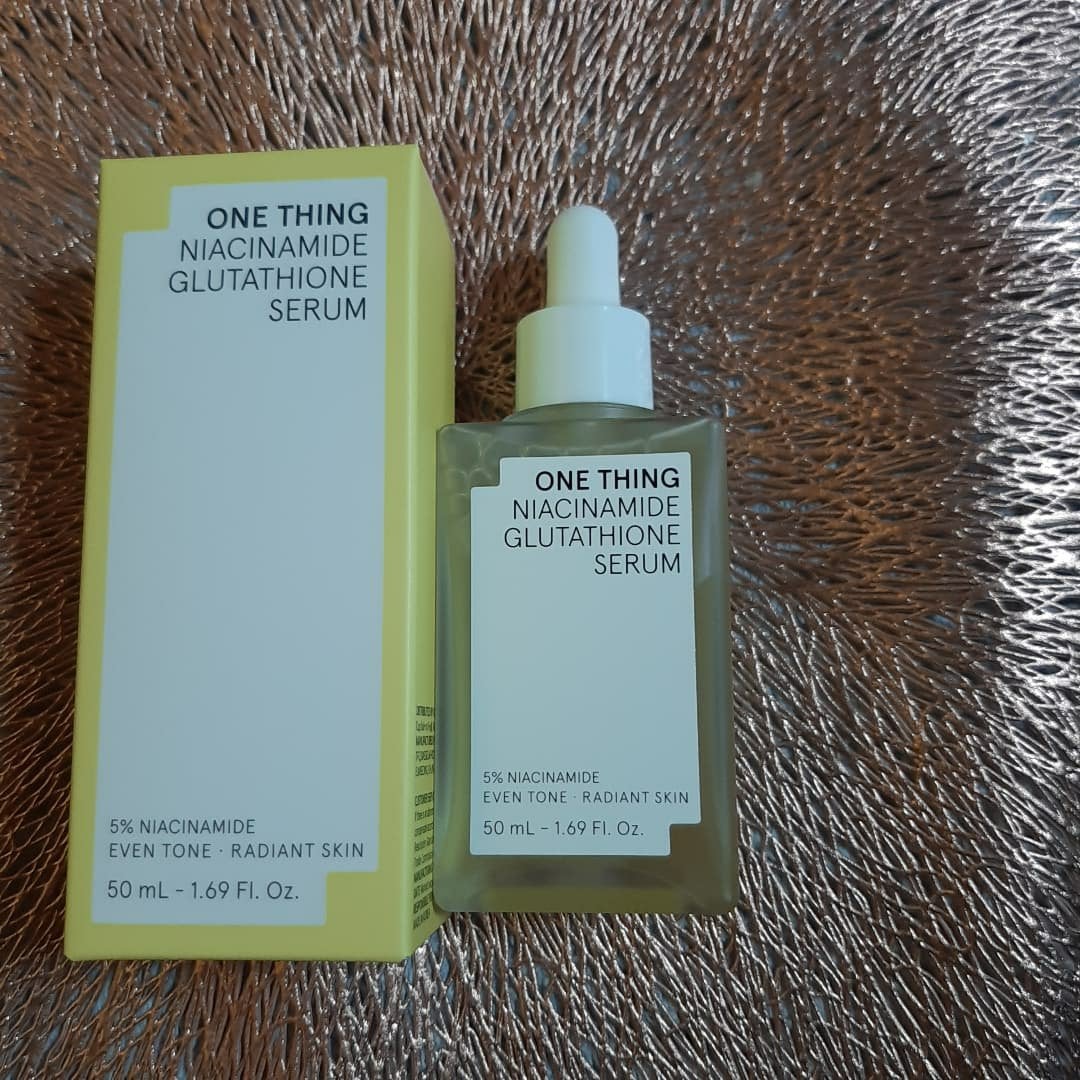 ONE THING
NIACINAMIDE
GLUTATHIONE
SERUM
5% NIACINAMIDE
EVEN TONE · RADIANT SKIN
50 mL – 1.69 Fl. Oz.
ONE THING
NIACINAMIDE
GLUTATHIONE
SERUM
5% NIACINAMIDE
EVEN TONE · RADIANT SKIN
50 mL – 1.69 Fl. Oz.